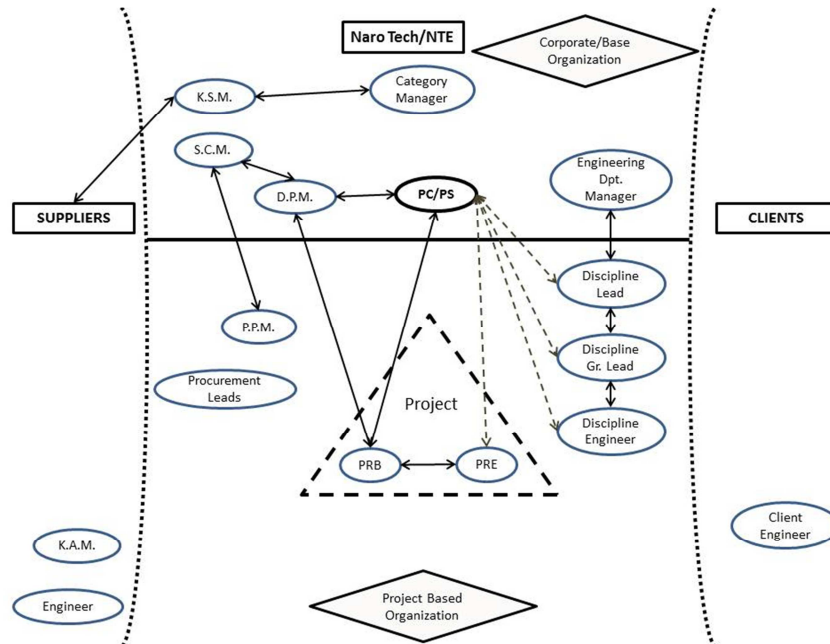 Naro Tech/NTE
Corporate/Base
Organization
K.S.M.
Category
Manager
S.C.M.
D.P.M.
PC/PS
Engineering
Dpt.
Manager
SUPPLIERS
CLIENTS
Discipline
Lead
P.P.M.
Discipline
Gr. Lead
Procurement
Leads
Project
Discipline
Engineer
PRB
PRE
Client
Engineer
K.A.M.
Engineer
Project Based
Organization